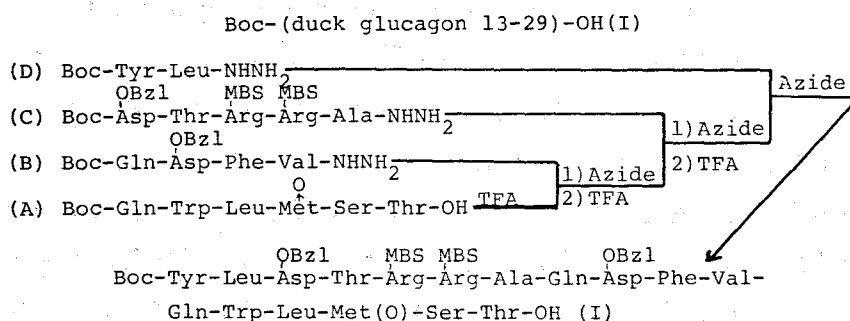 Boc-(duck glucagon 13-29)-OH(I)
(D) Boc-Tyr-Leu-NHNH2
Azide
OBzl MBS MBS
(C) Boc-Asp-Thr-Arg-Arg-Ala-NHNH2
1)Azide
OBzl
2)TFA
(B) Boc-Gln-Asp-Phe-Val-NHNH2
1)Azide
O
(A) Boc-Gln-Trp-Leu-Met-Ser-Thr-OH TFA 2)TFA
OBzl MBS MBS OBzl
Boc-Tyr-Leu-Asp-Thr-Arg-Arg-Ala-Gln-Asp-Phe-Val-
Gln-Trp-Leu-Met(O)-Ser-Thr-OH (I)